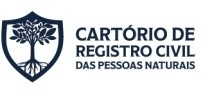 CARTÓRIO DE
REGISTRO CIVIL
DAS PESSOAS NATURAIS